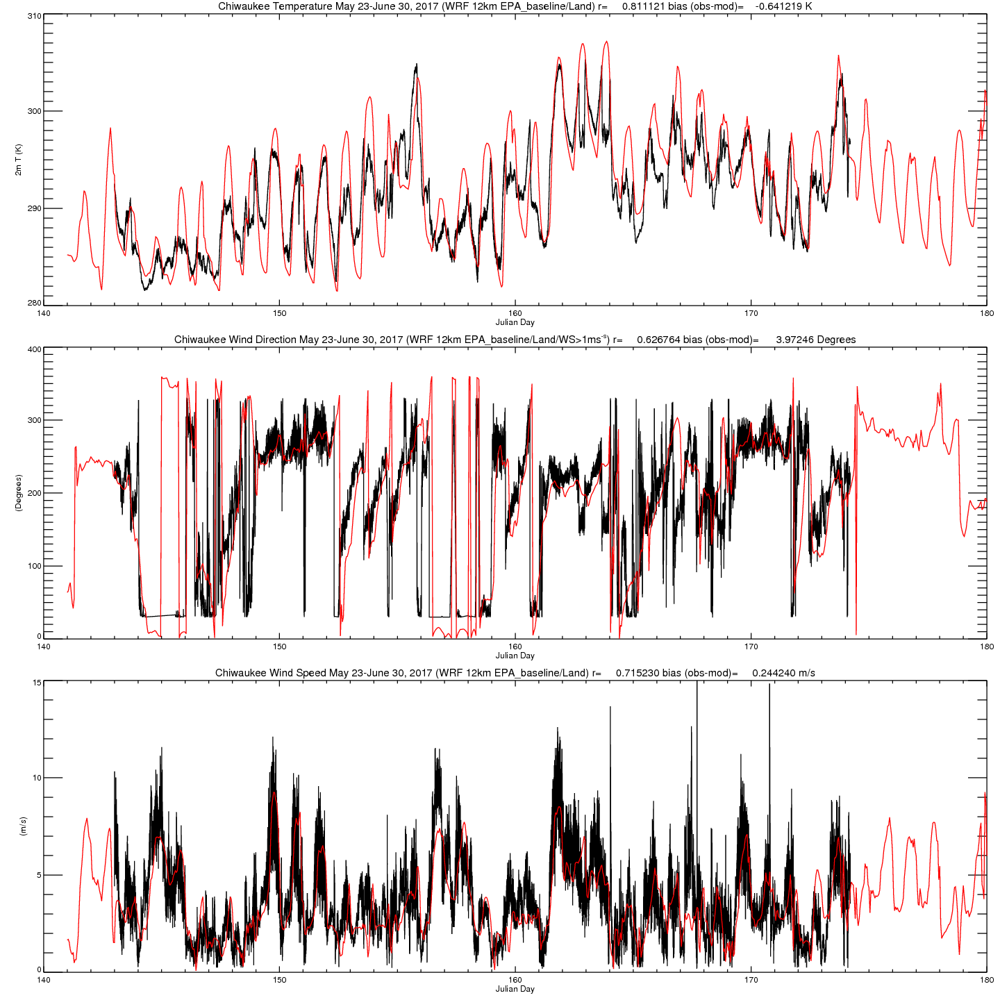 Chiwaukee Temperature May 23-June 30, 2017 (WRF 12km EPA_baseline/Land) r= 0.811121 bias (obs-mod)= -0.641219 K
310
300
290
280
2m T (K)
140 150 160 170 180
Julian Day
Chiwaukee Wind Direction May 23-June 30, 2017 (WRF 12km EPA_baseline/Land/WS>1ms-s) r= 0.626764 bias (obs-mod)= 3.97246 Degrees
400
300
200
100
0
(Degrees)
140 150 160 170 180
Julian Day
Chiwaukee Wind Speed May 23-June 30, 2017 (WRF 12km EPA_baseline/Land) r= 0.715230 bias (obs-mod)= 0.244240 m/s
15
10
5
0
(m/s)
140 150 160 170 180
Julian Day